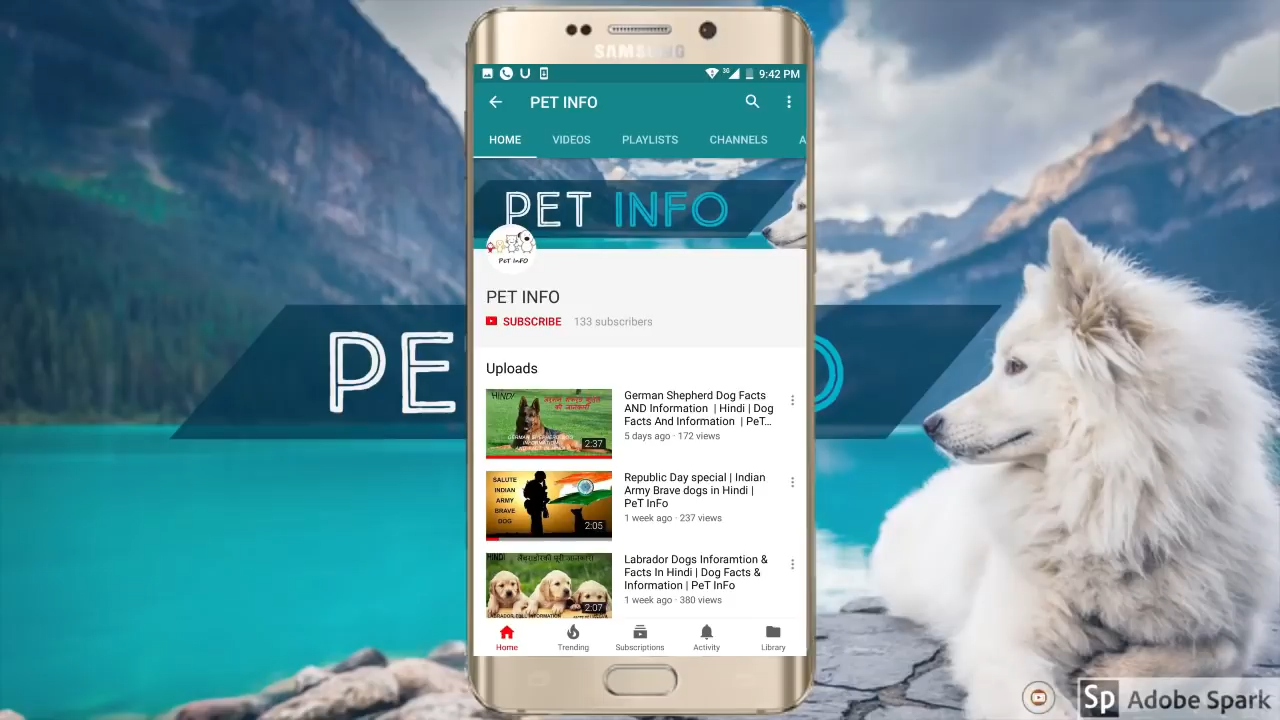 SAMSUNG
3G 9:42 PM
PET INFO
HOME VIDEOS PLAYLISTS CHANNELS A
PET INFO
PeT InFO
PET INFO
SUBSCRIBE 133 subscribers
PE
O
Uploads
HINDI
2:37
German Shepherd Dog Facts
AND Information | Hindi | Dog
Facts And Information | PeT...
5 days ago · 172 views
SALUTE
INDIAN
ARMY
BRAVE
DOG
2:05
Republic Day special | Indian
Army Brave dogs in Hindi |
PeT InFo
1 week ago · 237 views
HINDI
2:07
Labrador Dogs Inforamtion &
Facts In Hindi | Dog Facts &
Information | PeT InFo
1 week ago · 380 views
Home Trending Subscriptions Activity Library
Sp Adobe Spark